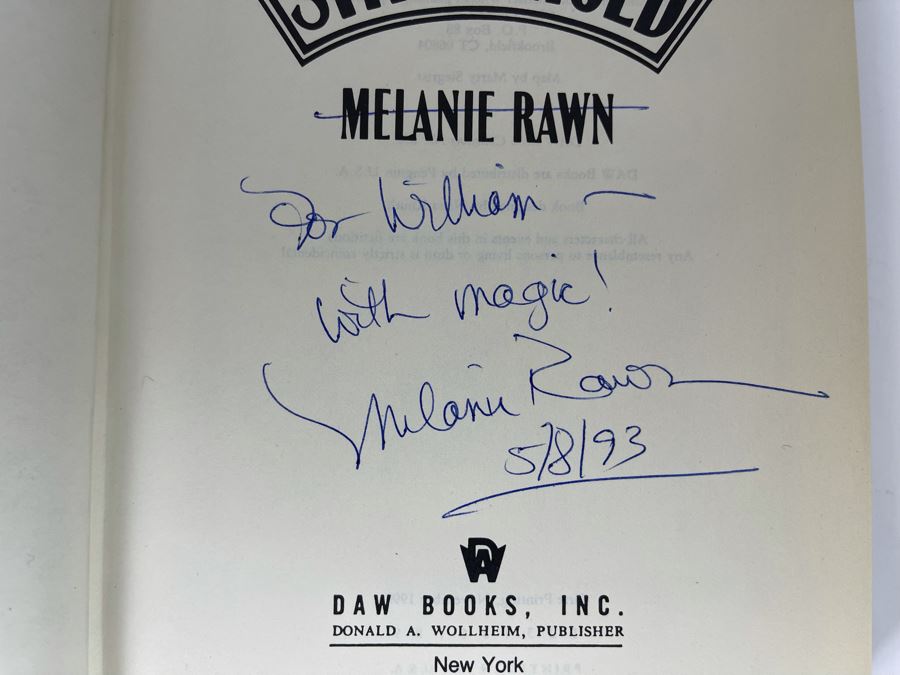 MELANIE RAWN
For William –
with magic!
Melanie Rawn
5/8/93
DAW
DAW BOOKS, INC.
DONALD A. WOLLHEIM, PUBLISHER
New York